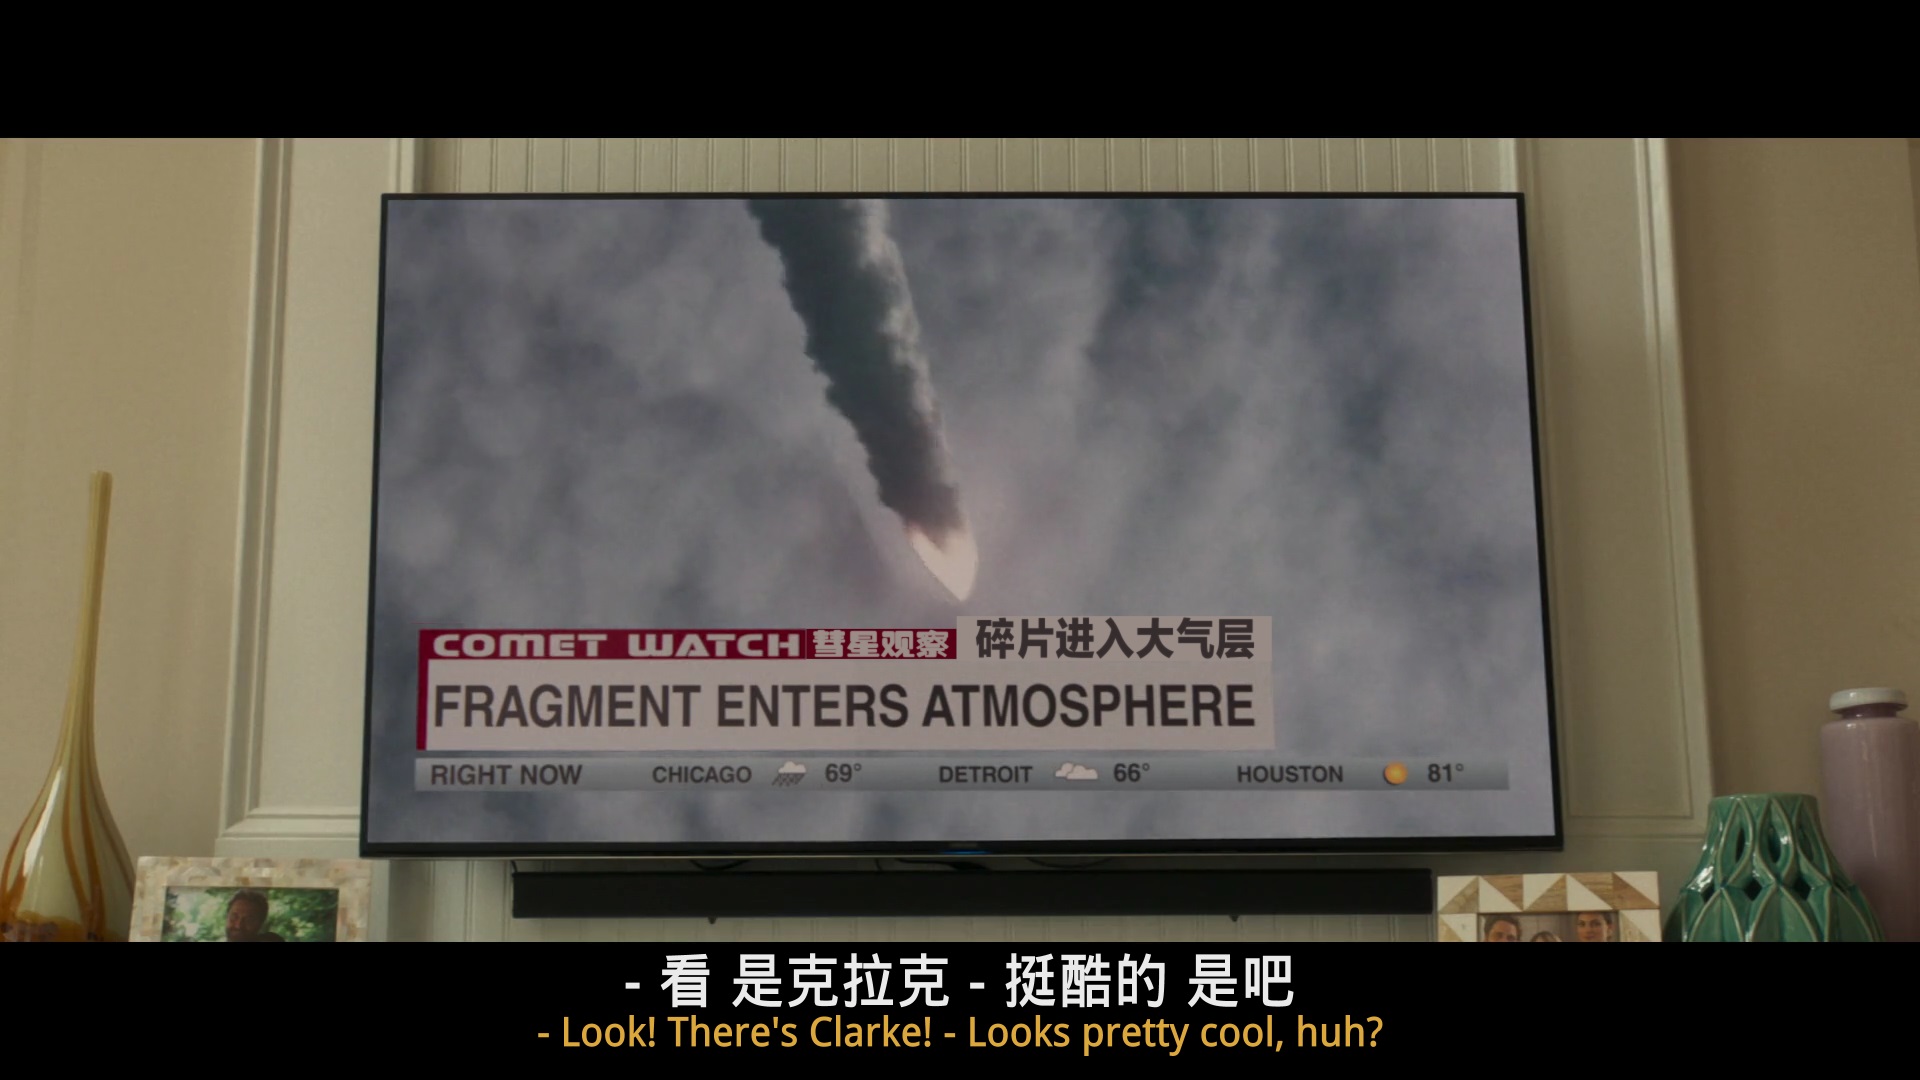 COMET WATCH 彗星观察 碎片进入大气层
FRAGMENT ENTERS ATMOSPHERE
RIGHT NOW CHICAGO 69° DETROIT 66° HOUSTON 81°
- 看 是克拉克 - 挺酷的 是吧
- Look! There's Clarke! - Looks pretty cool, huh?